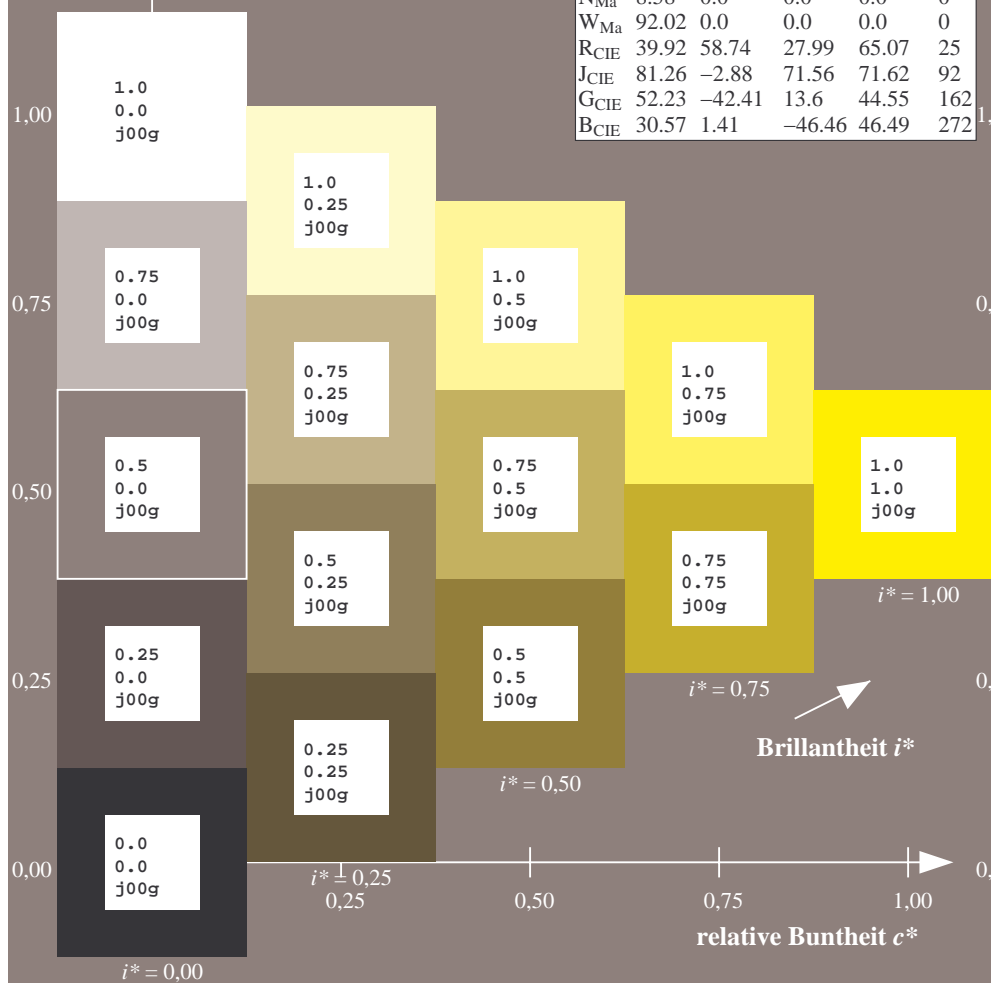 W_Ma 92.02 0.0 0.0 0.0 0
R_CIE 39.92 58.74 27.99 65.07 25
J_CIE 81.26 –2.88 71.56 71.62 92
G_CIE 52.23 –42.41 13.6 44.55 162
B_CIE 30.57 1.41 –46.46 46.49 272
1.0
0.0
j00g
1,00
1.0
0.25
j00g
0.75
0.0
j00g
1.0
0.5
j00g
0,75
0.75
0.25
j00g
1.0
0.75
j00g
0.5
0.0
j00g
0.75
0.5
j00g
1.0
1.0
j00g
0,50
0.5
0.25
j00g
0.75
0.75
j00g
i* = 1,00
0.25
0.0
j00g
0.5
0.5
j00g
0,25
i* = 0,75
0.25
0.25
j00g
Brillantheit i*
i* = 0,50
0.0
0.0
j00g
0,00
i* = 0,25
0,25 0,50 0,75 1,00
relative Buntheit c*
i* = 0,00